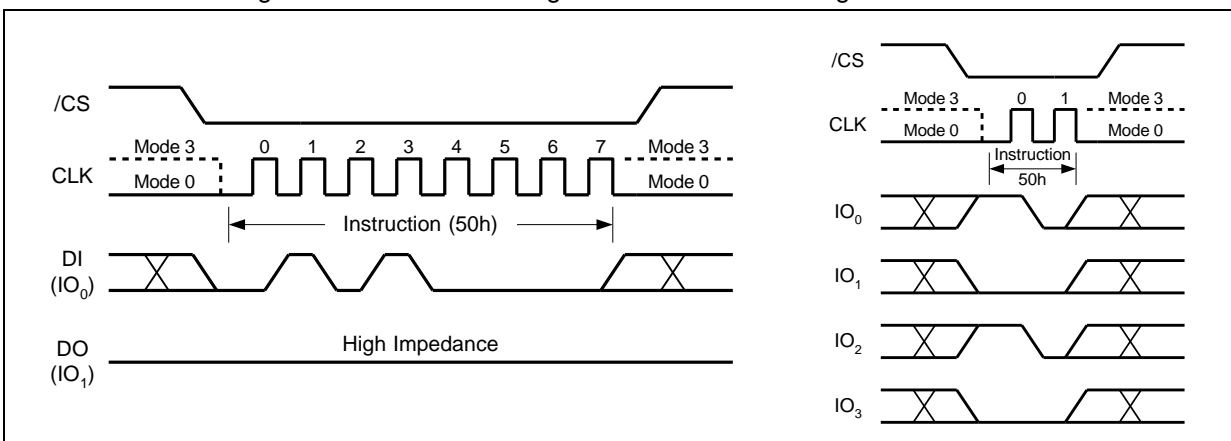 /CS
Mode 3 0 1 2 3 4 5 6 7 Mode 3
CLK
Mode 0 Mode 0
Instruction (50h)
DI
(IO0)
High Impedance
DO
(IO1)
/CS
Mode 3 0 1 Mode 3
CLK
Mode 0 Mode 0
Instruction
50h
IO0
IO1
IO2
IO3